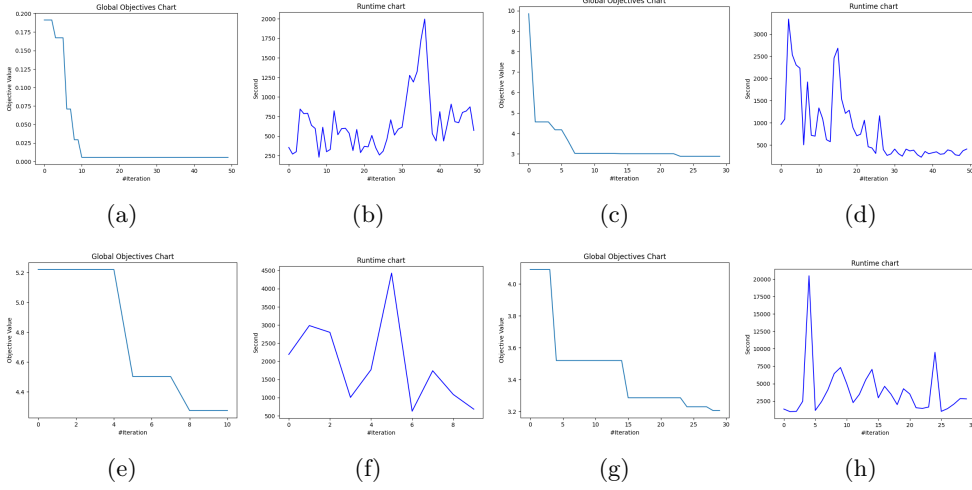 Global Objectives Chart
0.200
0.175
0.150
0.125
0.100
0.075
0.050
0.025
0.000
Objective Value
0 10 20 30 40 50
#Iteration
(a)
Runtime chart
2000
1750
1500
1250
1000
750
500
250
Second
0 10 20 30 40 50
#Iteration
(b)
Global Objectives Chart
10
9
8
7
6
5
4
3
Objective Value
0 5 10 15 20 25 30
#Iteration
(c)
Runtime chart
3000
2500
2000
1500
1000
500
Second
0 10 20 30 40 50
#Iteration
(d)
Global Objectives Chart
5.2
5.0
4.8
4.6
4.4
Objective Value
0 2 4 6 8 10
#Iteration
(e)
Runtime chart
4500
4000
3500
3000
2500
2000
1500
1000
500
Second
0 2 4 6 8
#Iteration
(f)
Global Objectives Chart
4.0
3.8
3.6
3.4
3.2
Objective Value
0 5 10 15 20 25 30
#Iteration
(g)
Runtime chart
20000
17500
15000
12500
10000
7500
5000
2500
Second
0 5 10 15 20 25 30
#Iteration
(h)